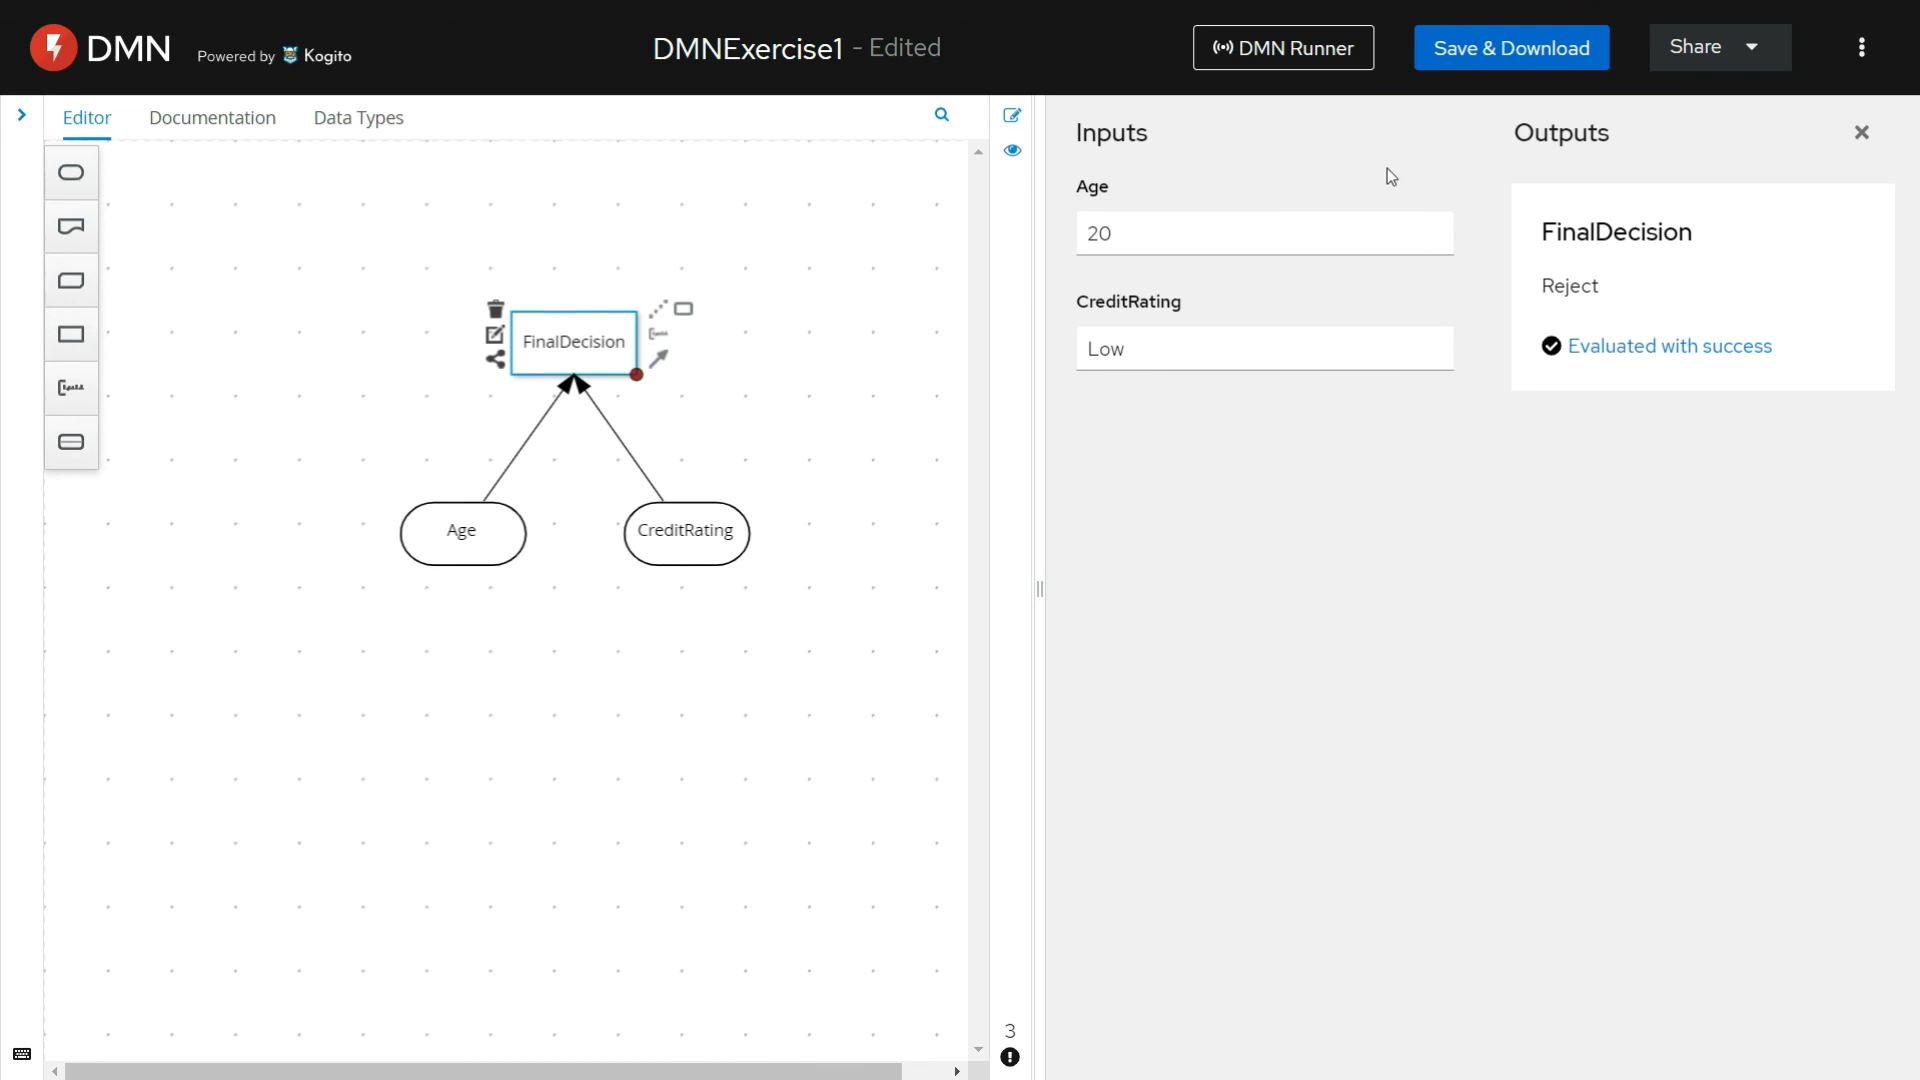 DMN Powered by Kogito
DMNExercise1 - Edited
DMN Runner
Save & Download
Share
Editor Documentation Data Types
Inputs
Age
20
CreditRating
Low
Outputs
FinalDecision
Reject
Evaluated with success
FinalDecision
Age
CreditRating
3